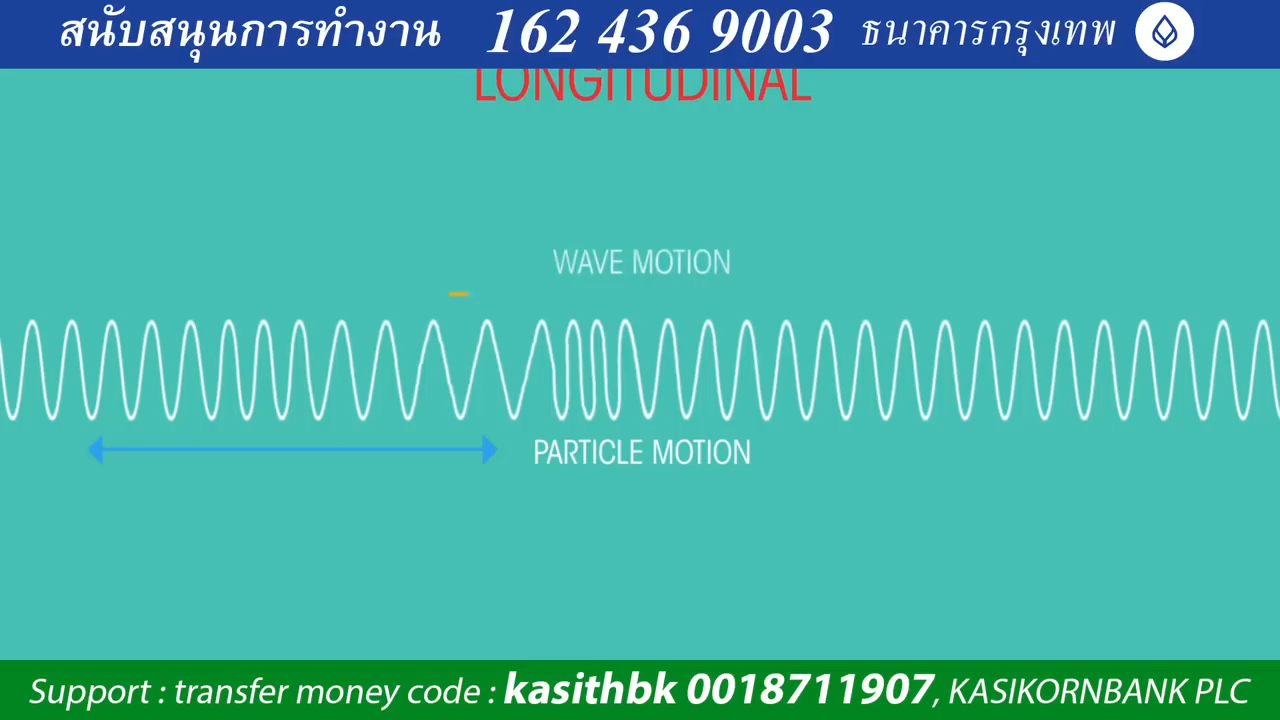 สนับสนุนการทำงาน 162 436 9003 ธนาคารกรุงเทพ
LONGITUDINAL
WAVE MOTION
PARTICLE MOTION
Support : transfer money code : kasithbk 0018711907, KASIKORNBANK PLC